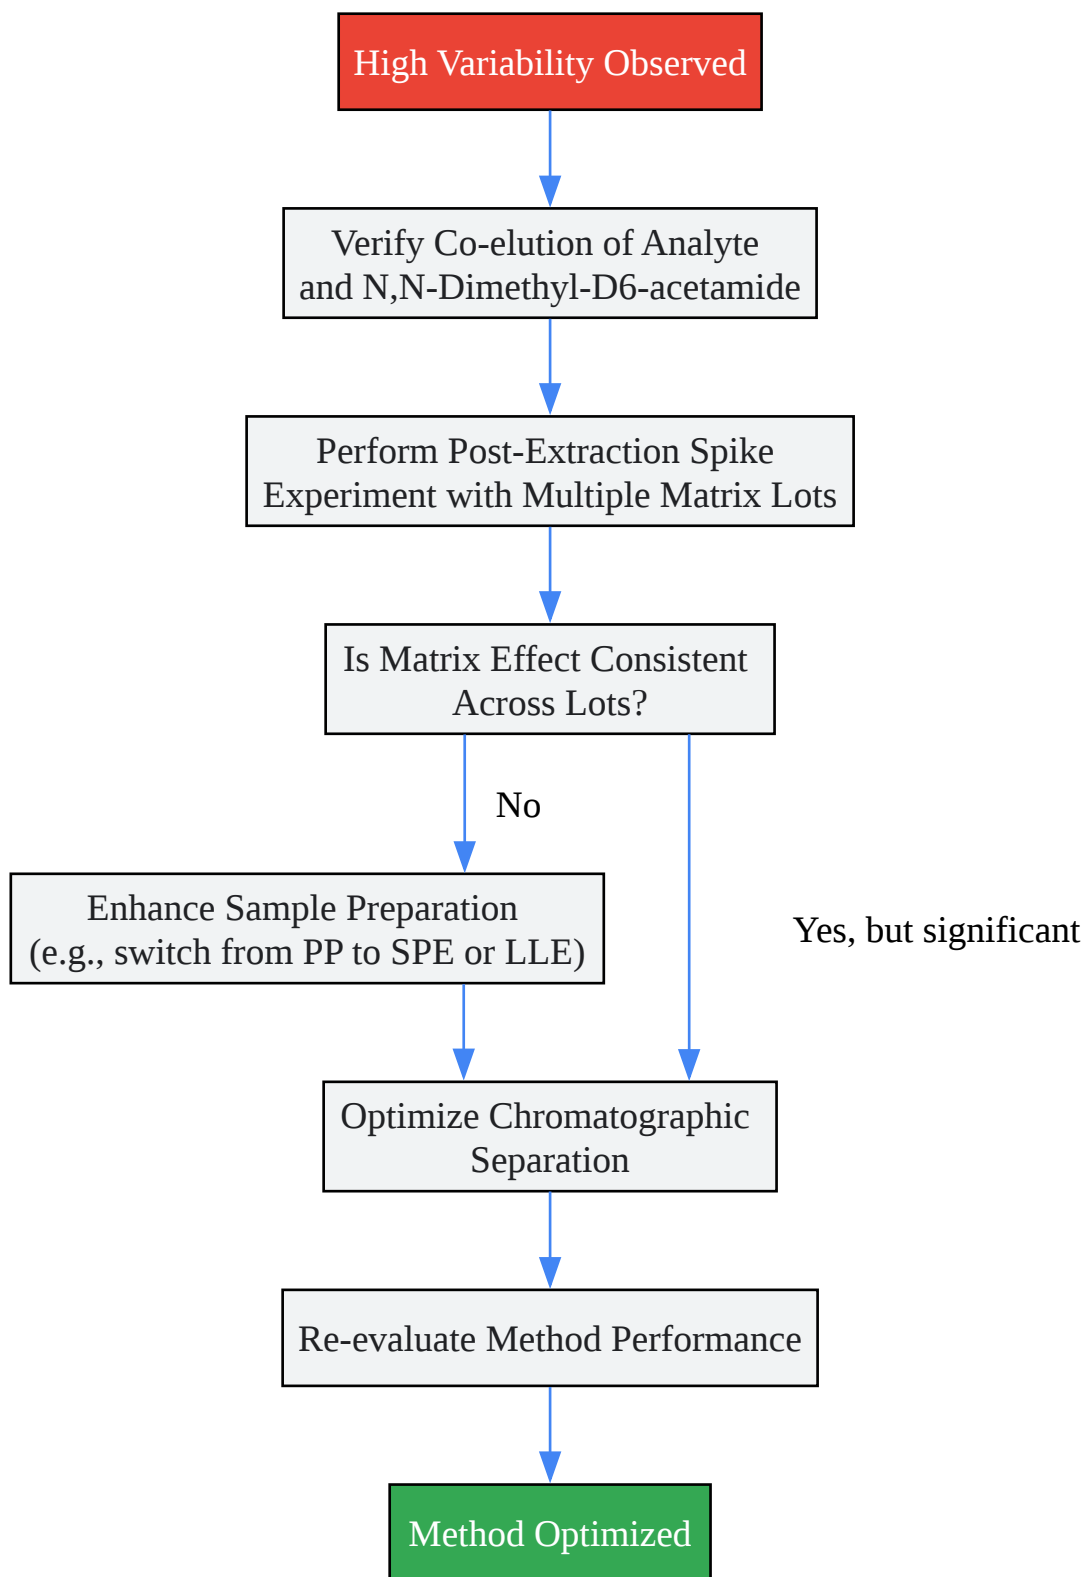 High Variability Observed
Verify Co-elution of Analyte
and N,N-Dimethyl-D6-acetamide
Perform Post-Extraction Spike
Experiment with Multiple Matrix Lots
Is Matrix Effect Consistent
Across Lots?
No
Enhance Sample Preparation
(e.g., switch from PP to SPE or LLE)
Yes, but significant
Optimize Chromatographic
Separation
Re-evaluate Method Performance
Method Optimized